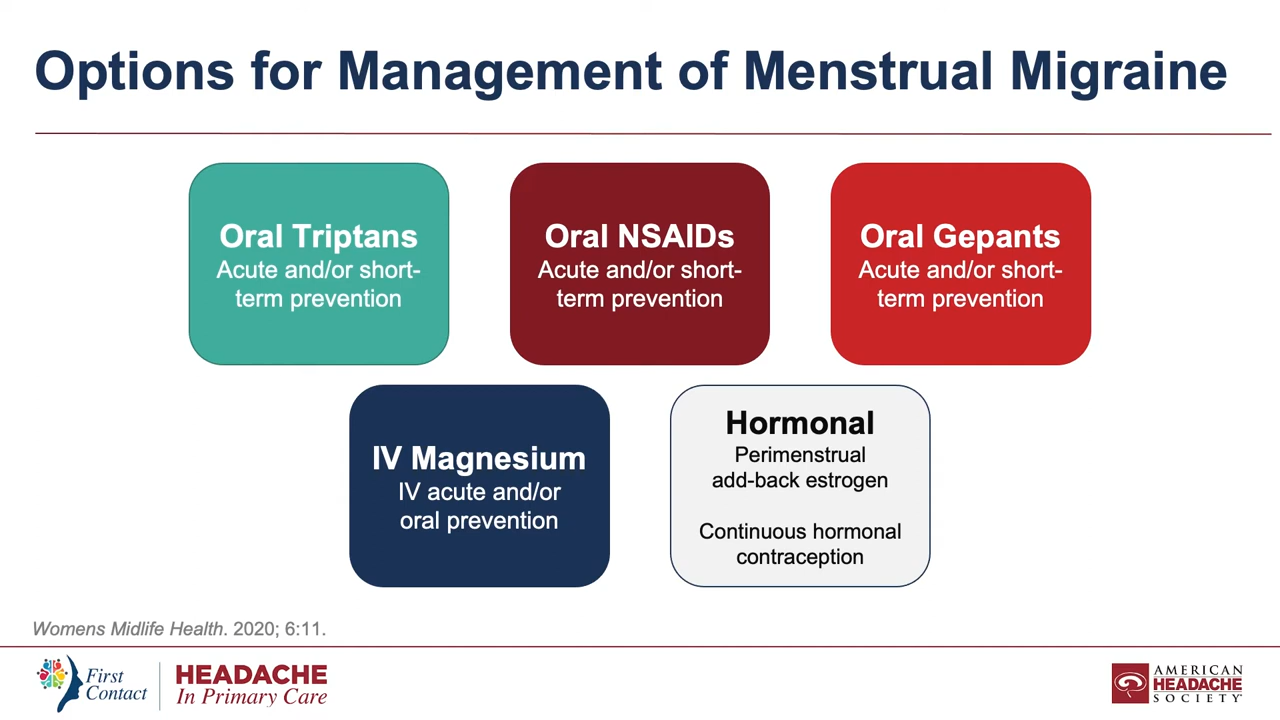 Options for Management of Menstrual Migraine
Oral Triptans
Acute and/or short-
term prevention
Oral NSAIDs
Acute and/or short-
term prevention
Oral Gepants
Acute and/or short-
term prevention
IV Magnesium
IV acute and/or
oral prevention
Hormonal
Perimenstrual
add-back estrogen
Continuous hormonal
contraception
Womens Midlife Health. 2020; 6:11.
First
Contact
HEADACHE
In Primary Care
AMERICAN
HEADACHE
SOCIETY